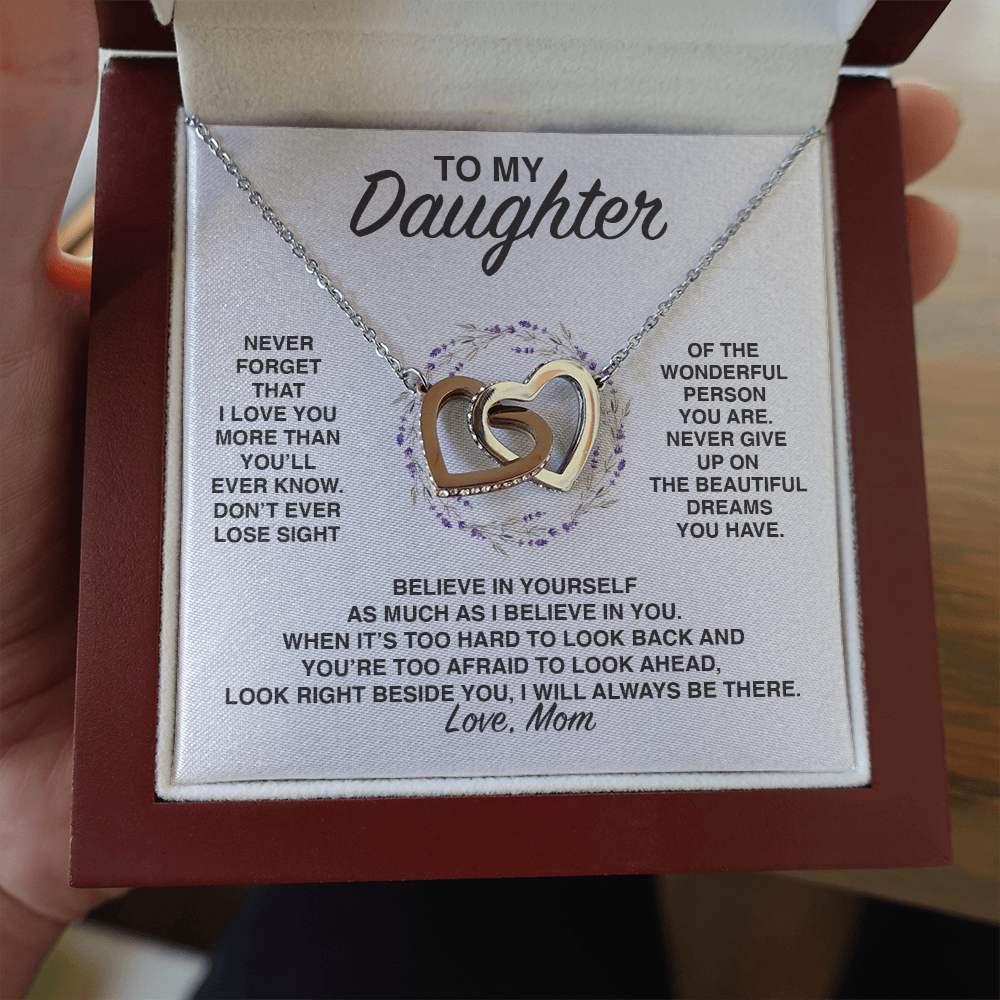 TO MY
Daughter
NEVER
FORGET
THAT
I LOVE YOU
MORE THAN
YOU'LL
EVER KNOW.
DON'T EVER
LOSE SIGHT
OF THE
WONDERFUL
PERSON
YOU ARE.
NEVER GIVE
UP ON
THE BEAUTIFUL
DREAMS
YOU HAVE.
BELIEVE IN YOURSELF
AS MUCH AS I BELIEVE IN YOU.
WHEN IT'S TOO HARD TO LOOK BACK AND
YOU'RE TOO AFRAID TO LOOK AHEAD,
LOOK RIGHT BESIDE YOU, I WILL ALWAYS BE THERE.
Love, Mom